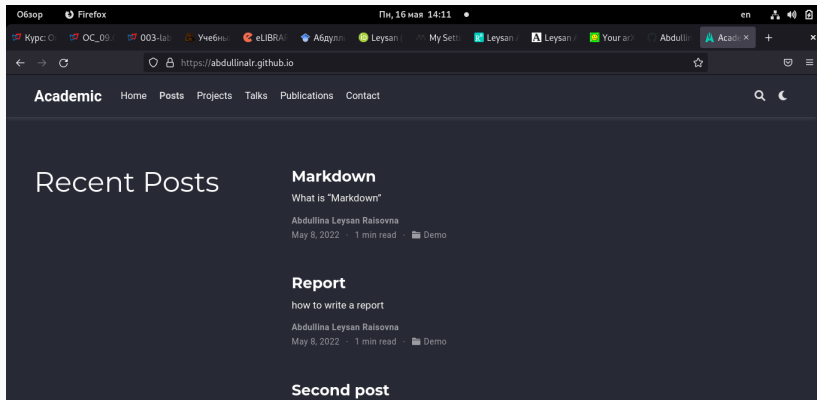 Обзор Firefox Пн, 16 мая 14:11 en
Курс: О ОС_09 003-lab Учебны eLIBRAR Абдулл Leysan My Setti Leysan A Leysan A Your arX Abdullin Acade × + ×
https://abdullinalr.github.io
Academic Home Posts Projects Talks Publications Contact
Recent Posts
Markdown
What is “Markdown”
Abdullina Leysan Raisovna
May 8, 2022 · 1 min read · Demo
Report
how to write a report
Abdullina Leysan Raisovna
May 8, 2022 · 1 min read · Demo
Second post